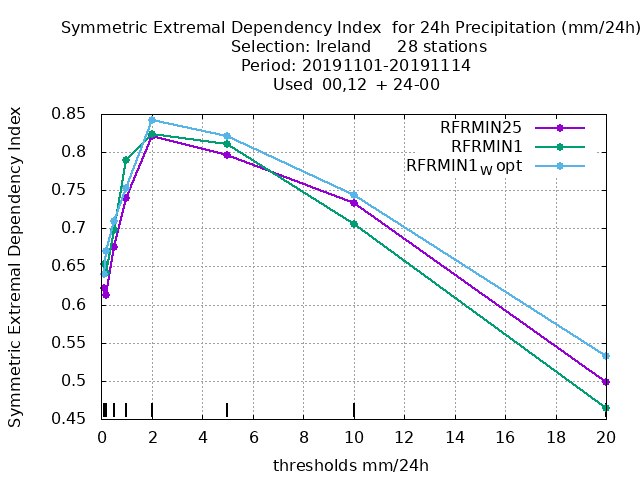 Symmetric Extremal Dependency Index for 24h Precipitation (mm/24h)
Selection: Ireland 28 stations
Period: 20191101-20191114
Used 00,12 + 24-00
Symmetric Extremal Dependency Index
0.85
0.8
0.75
0.7
0.65
0.6
0.55
0.5
0.45
RFRMIN25
RFRMIN1
RFRMIN1W opt
0 2 4 6 8 10 12 14 16 18 20
thresholds mm/24h